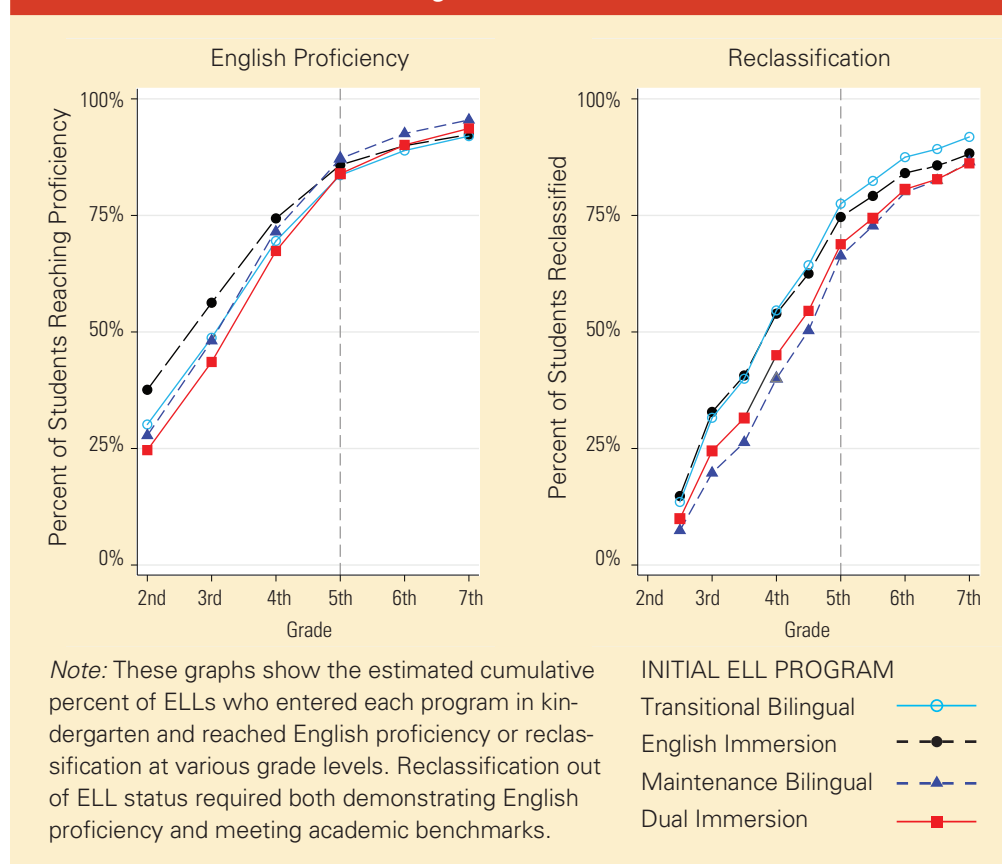 English Proficiency
Percent of Students Reaching Proficiency
100%
75%
50%
25%
0%
2nd 3rd 4th 5th 6th 7th
Grade
Reclassification
Percent of Students Reclassified
100%
75%
50%
25%
0%
2nd 3rd 4th 5th 6th 7th
Grade
Note: These graphs show the estimated cumulative
percent of ELLs who entered each program in kin-
dergarten and reached English proficiency or reclas-
sification at various grade levels. Reclassification out
of ELL status required both demonstrating English
proficiency and meeting academic benchmarks.
INITIAL ELL PROGRAM
Transitional Bilingual
English Immersion
Maintenance Bilingual
Dual Immersion